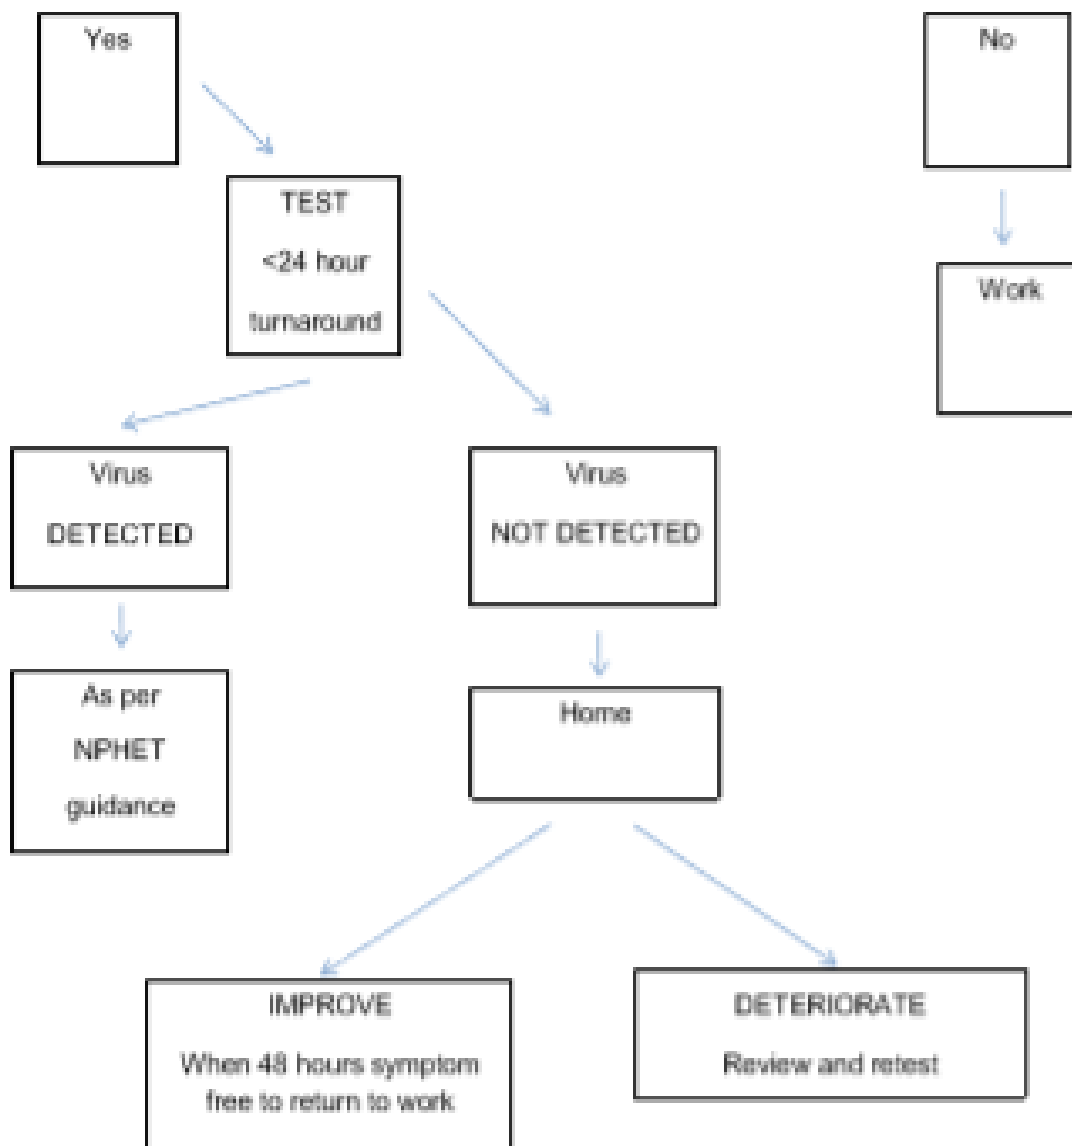 Yes
No
TEST
<24 hour
turnaround
Work
Virus
DETECTED
Virus
NOT DETECTED
As per
NPHET
guidance
Home
IMPROVE
When 48 hours symptom
free to return to work
DETERIORATE
Review and retest